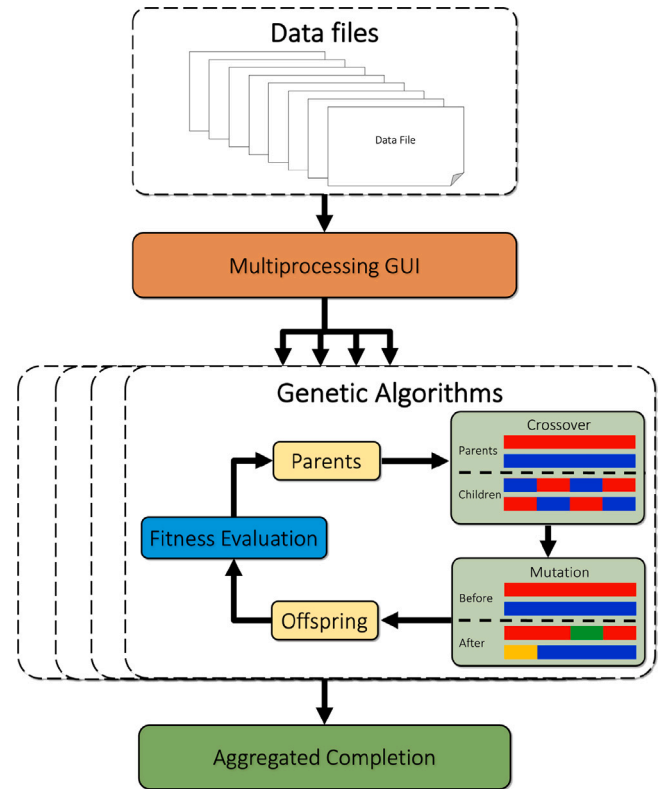 Data files
Data File
Multiprocessing GUI
Genetic Algorithms
Parents
Crossover
Parents
Children
Fitness Evaluation
Mutation
Before
After
Offspring
Aggregated Completion